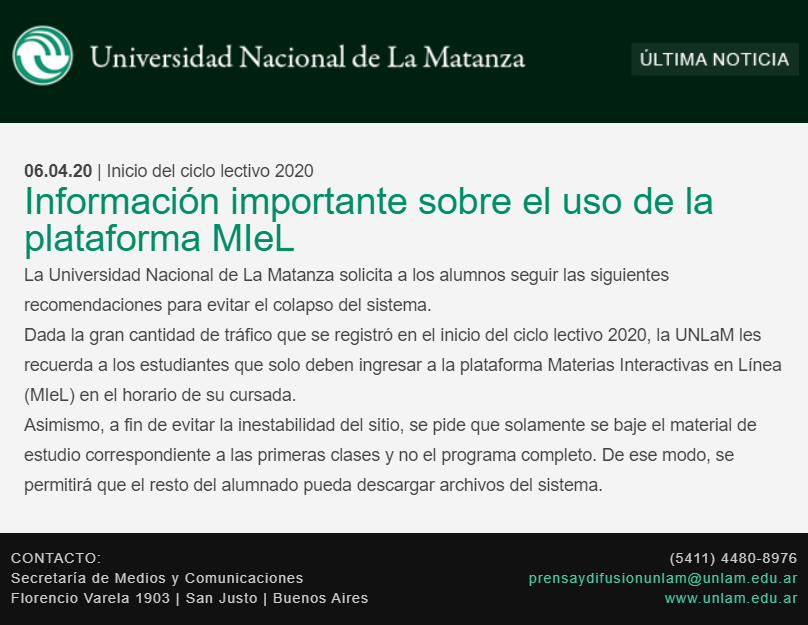 Universidad Nacional de La Matanza
ÚLTIMA NOTICIA
06.04.20 | Inicio del ciclo lectivo 2020
Información importante sobre el uso de la
plataforma MIeL
La Universidad Nacional de La Matanza solicita a los alumnos seguir las siguientes
recomendaciones para evitar el colapso del sistema.
Dada la gran cantidad de tráfico que se registró en el inicio del ciclo lectivo 2020, la UNLaM les
recuerda a los estudiantes que solo deben ingresar a la plataforma Materias Interactivas en Línea
(MIeL) en el horario de su cursada.
Asimismo, a fin de evitar la inestabilidad del sitio, se pide que solamente se baje el material de
estudio correspondiente a las primeras clases y no el programa completo. De ese modo, se
permitirá que el resto del alumnado pueda descargar archivos del sistema.
CONTACTO:
Secretaría de Medios y Comunicaciones
Florencio Varela 1903 | San Justo | Buenos Aires
(5411) 4480-8976
prensaydifusionunlam@unlam.edu.ar
www.unlam.edu.ar